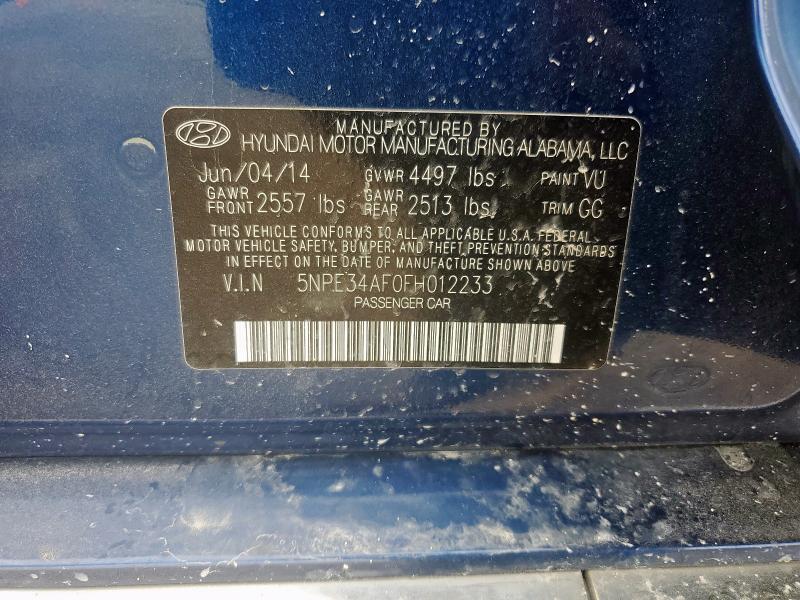 MANUFACTURED BY
HYUNDAI MOTOR MANUFACTURING ALABAMA, LLC
Jun/04/14 GVWR 4497 lbs PAINT VU
GAWR FRONT 2557 lbs GAWR REAR 2513 lbs TRIM GG
THIS VEHICLE CONFORMS TO ALL APPLICABLE U.S.A. FEDERAL
MOTOR VEHICLE SAFETY, BUMPER, AND THEFT PREVENTION STANDARDS
IN EFFECT ON THE DATE OF MANUFACTURE SHOWN ABOVE
V.I.N 5NPE34AF0FH012233
PASSENGER CAR